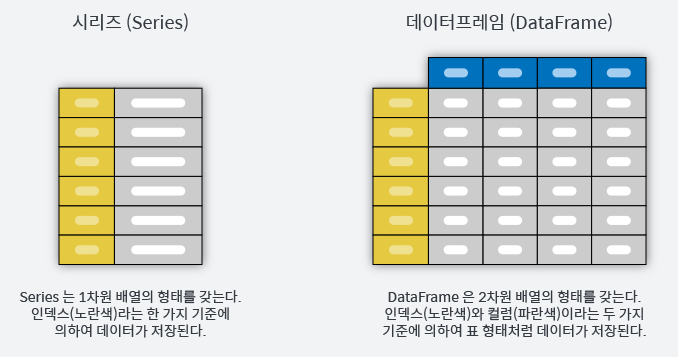 시리즈 (Series)
데이터프레임 (DataFrame)
Series 는 1차원 배열의 형태를 갖는다.
인덱스(노란색)라는 한 가지 기준에
의하여 데이터가 저장된다.
DataFrame 은 2차원 배열의 형태를 갖는다.
인덱스(노란색)와 컬럼(파란색)이라는 두 가지
기준에 의하여 표 형태처럼 데이터가 저장된다.